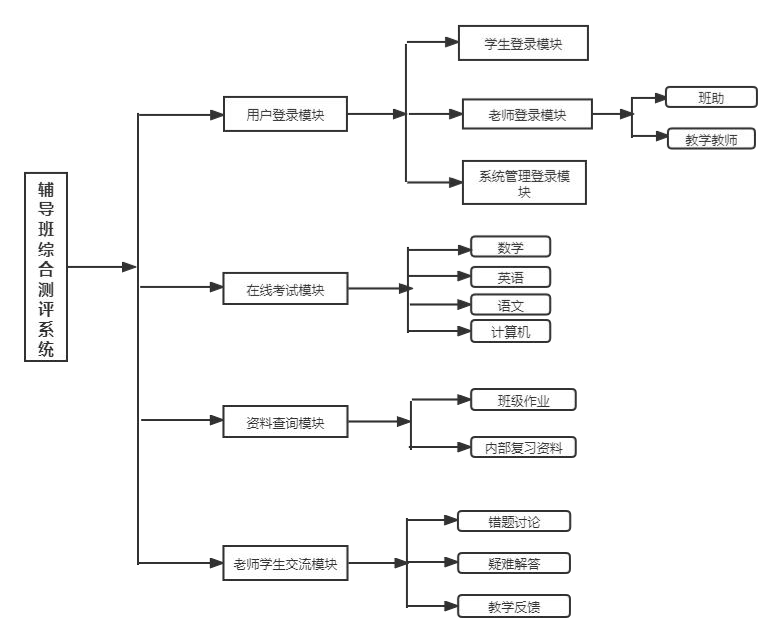 辅导班综合测评系统
用户登录模块
学生登录模块
老师登录模块
班助
教学教师
系统管理登录模
块
在线考试模块
数学
英语
语文
计算机
资料查询模块
班级作业
内部复习资料
老师学生交流模块
错题讨论
疑难解答
教学反馈